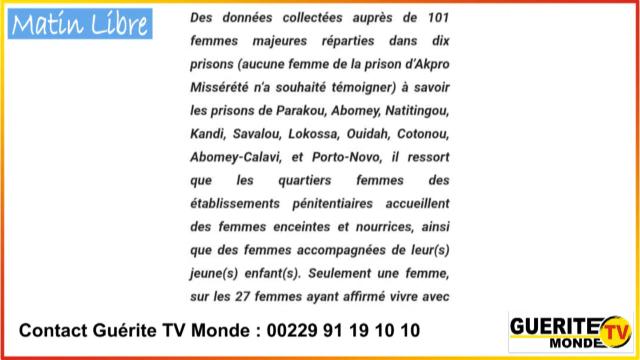 Matin Libre
Des données collectées auprès de 101
femmes majeures réparties dans dix
prisons (aucune femme de la prison d'Akpro
Missérété n'a souhaité témoigner) à savoir
les prisons de Parakou, Abomey, Natitingou,
Kandi, Savalou, Lokossa, Ouidah, Cotonou,
Abomey-Calavi, et Porto-Novo, il ressort
que les quartiers femmes des
établissements pénitentiaires accueillent
des femmes enceintes et nourrices, ainsi
que des femmes accompagnées de leur(s)
jeune(s) enfant(s). Seulement une femme,
sur les 27 femmes ayant affirmé vivre avec
Contact Guérite TV Monde : 00229 91 19 10 10
GUERITE TV
MONDE